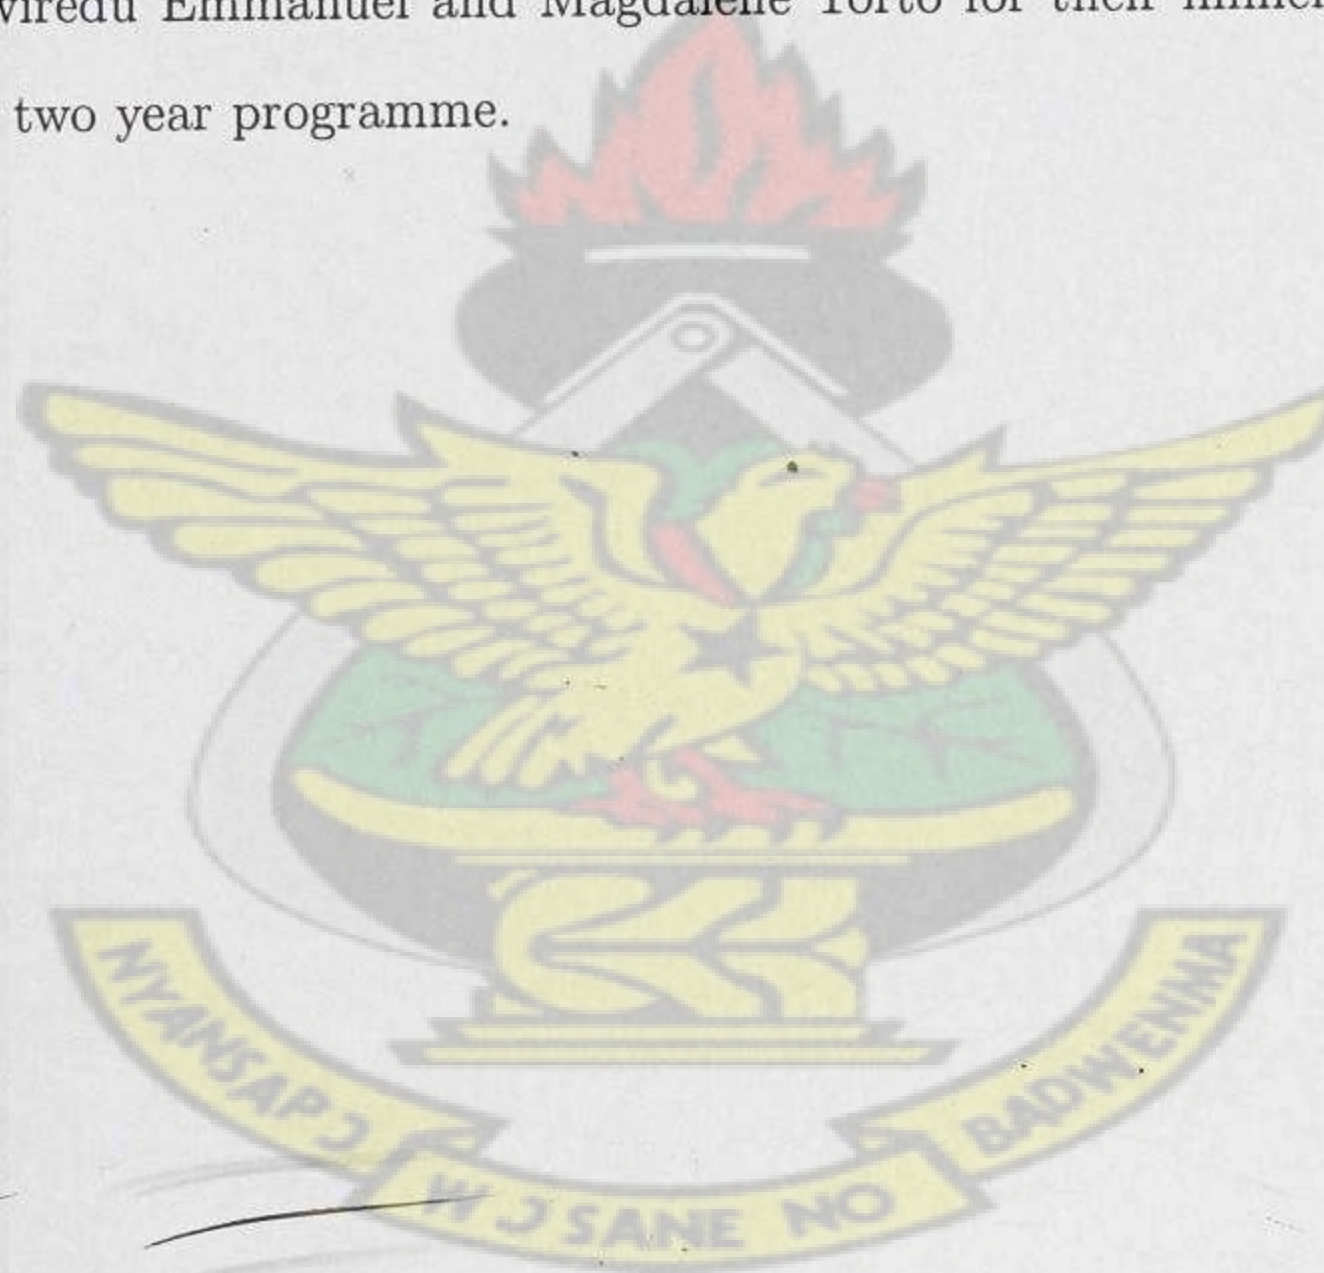 Emmanuel and Magdalene Torto for their
two year programme.
NYANSAPƆ
WƆSANE NO
BADWENMA